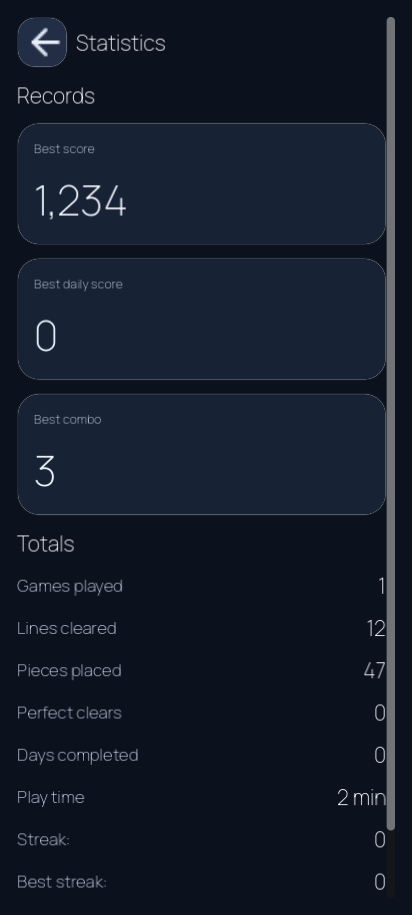 Statistics
Records
Best score
1,234
Best daily score
0
Best combo
3
Totals
Games played 1
Lines cleared 12
Pieces placed 47
Perfect clears 0
Days completed 0
Play time 2 min
Streak: 0
Best streak: 0